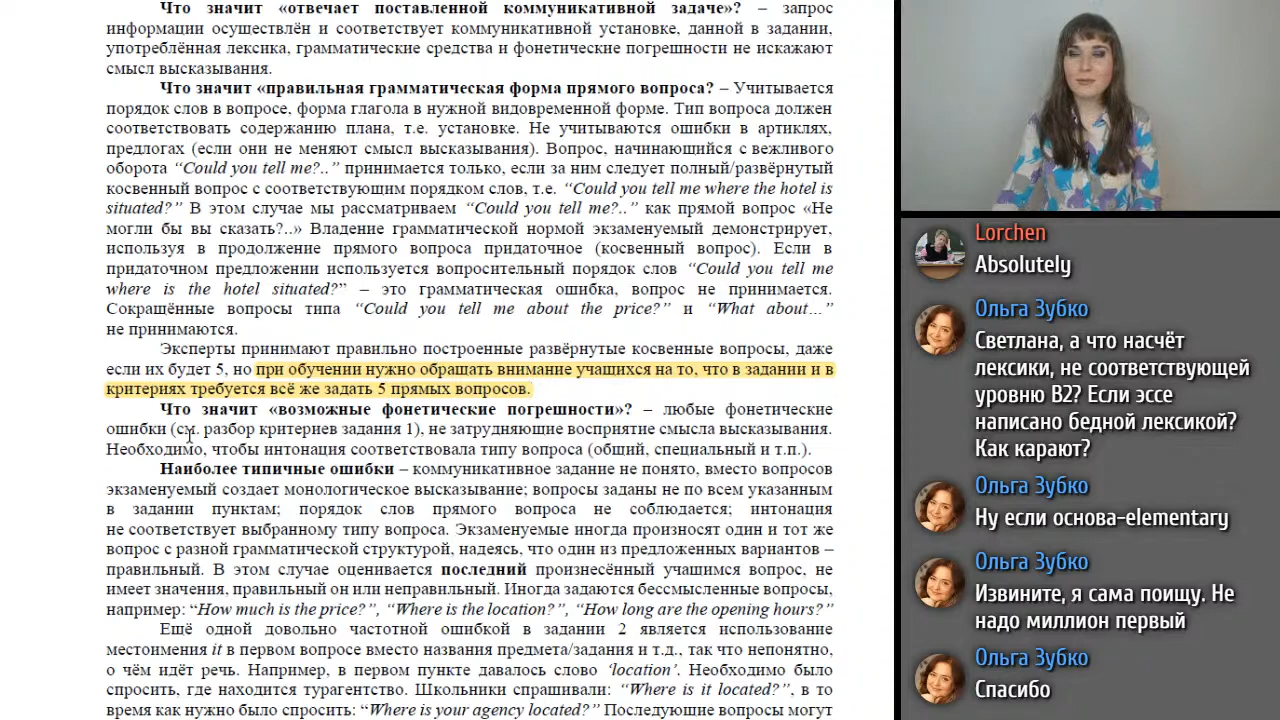 Что значит «отвечает поставленной коммуникативной задаче»? – запрос
информации осуществлён и соответствует коммуникативной установке, данной в задании,
употреблённая лексика, грамматические средства и фонетические погрешности не искажают
смысл высказывания.
Что значит «правильная грамматическая форма прямого вопроса? – Учитывается
порядок слов в вопросе, форма глагола в нужной видовременной форме. Тип вопроса должен
соответствовать содержанию плана, т.е. установке. Не учитываются ошибки в артиклях,
предлогах (если они не меняют смысл высказывания). Вопрос, начинающийся с вежливого
оборота “Could you tell me?..” принимается только, если за ним следует полный/развёрнутый
косвенный вопрос с соответствующим порядком слов, т.е. “Could you tell me where the hotel is
situated?” В этом случае мы рассматриваем “Could you tell me?..” как прямой вопрос «Не
могли бы вы сказать?..» Владение грамматической нормой экзаменуемый демонстрирует,
используя в продолжение прямого вопроса придаточное (косвенный вопрос). Если в
придаточном предложении используется вопросительный порядок слов “Could you tell me
where is the hotel situated?” – это грамматическая ошибка, вопрос не принимается.
Сокращённые вопросы типа “Could you tell me about the price?” и “What about…”
не принимаются.
Эксперты принимают правильно построенные развёрнутые косвенные вопросы, даже
если их будет 5, но при обучении нужно обращать внимание учащихся на то, что в задании и в
критериях требуется всё же задать 5 прямых вопросов.
Что значит «возможные фонетические погрешности»? – любые фонетические
ошибки (см. разбор критериев задания 1), не затрудняющие восприятие смысла высказывания.
Необходимо, чтобы интонация соответствовала типу вопроса (общий, специальный и т.п.).
Наиболее типичные ошибки – коммуникативное задание не понято, вместо вопросов
экзаменуемый создает монологическое высказывание; вопросы заданы не по всем указанным
в задании пунктам; порядок слов прямого вопроса не соблюдается; интонация
не соответствует выбранному типу вопроса. Экзаменуемые иногда произносят один и тот же
вопрос с разной грамматической структурой, надеясь, что один из предложенных вариантов –
правильный. В этом случае оценивается последний произнесённый учащимся вопрос, не
имеет значения, правильный он или неправильный. Иногда задаются бессмысленные вопросы,
например: “How much is the price?”, “Where is the location?”, “How long are the opening hours?”
Ещё одной довольно частотной ошибкой в задании 2 является использование
местоимения it в первом вопросе вместо названия предмета/задания и т.д., так что непонятно,
о чём идёт речь. Например, в первом пункте давалось слово ‘location’. Необходимо было
спросить, где находится турагентство. Школьники спрашивали: “Where is it located?”, в то
время как нужно было спросить: “Where is your agency located?” Последующие вопросы могут
Lorchen
Absolutely
Ольга Зубко
Светлана, а что насчёт
лексики, не соответствующей
уровню B2? Если эссе
написано бедной лексикой?
Как карают?
Ольга Зубко
Ну если основа-elementary
Ольга Зубко
Извините, я сама поищу. Не
надо миллион первый
Ольга Зубко
Спасибо